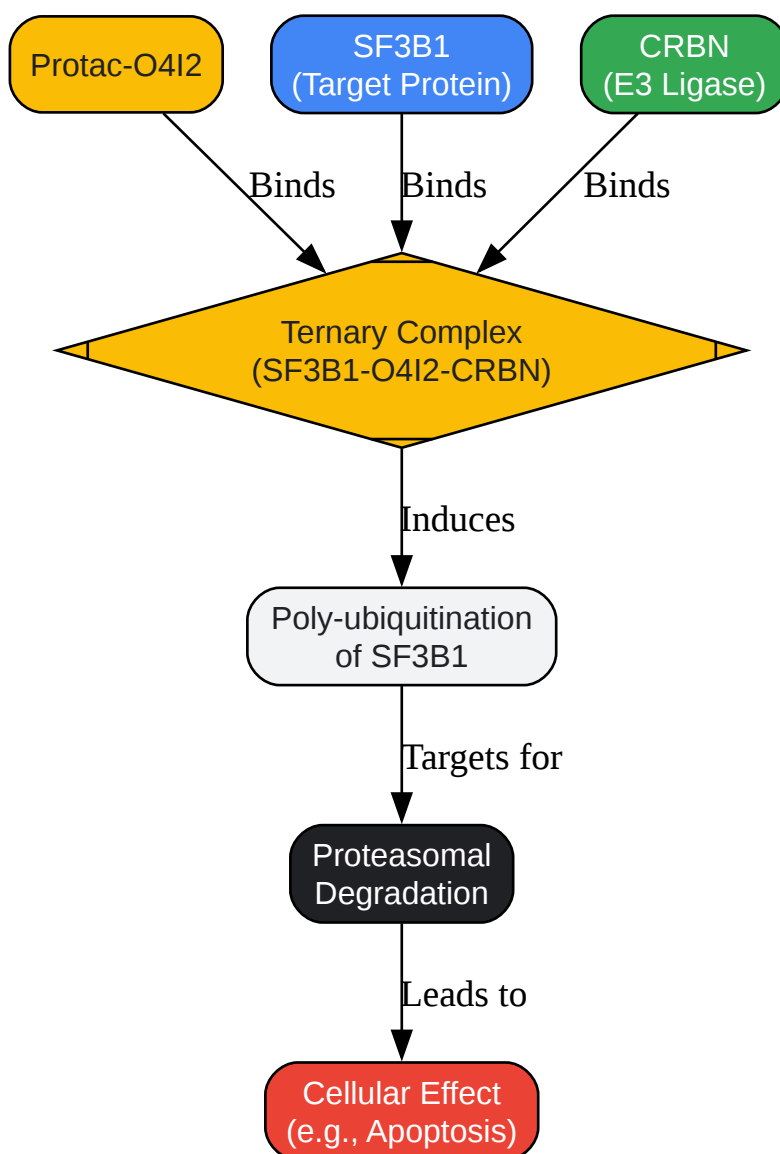 Protac-O4I2
SF3B1
(Target Protein)
CRBN
(E3 Ligase)
Binds
Binds
Binds
Ternary Complex
(SF3B1-O4I2-CRBN)
Induces
Poly-ubiquitination
of SF3B1
Targets for
Proteasomal
Degradation
Leads to
Cellular Effect
(e.g., Apoptosis)